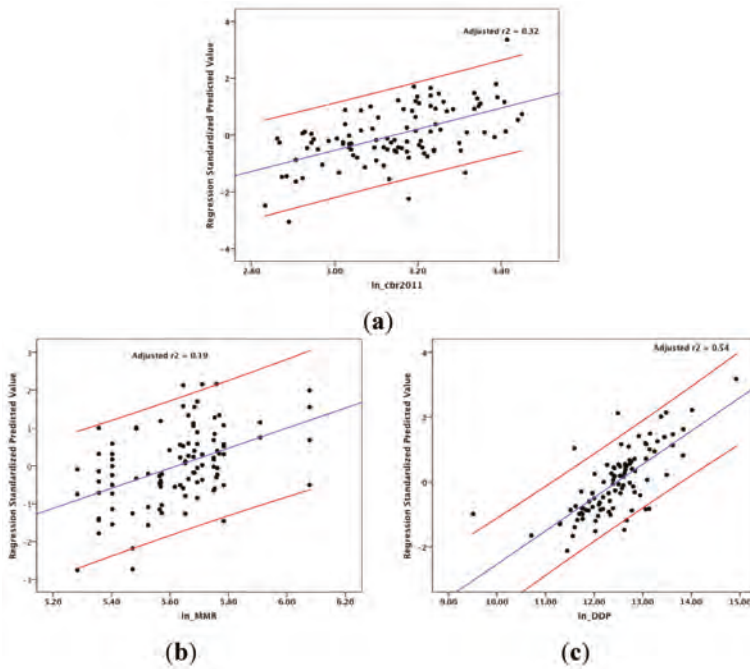 Adjusted r2 = 0.32
Regression Standardized Predicted Value
4
2
0
-2
-4
2.80
3.00
3.20
3.40
ln_cbr2011
(a)
Adjusted r2 = 0.19
Regression Standardized Predicted Value
3
2
1
0
-1
-2
-3
5.20
5.40
5.60
5.80
6.00
6.20
ln_MMR
(b)
Adjusted r2 = 0.54
Regression Standardized Predicted Value
4
2
0
-2
9.00
10.00
11.00
12.00
13.00
14.00
15.00
ln_DDP
(c)